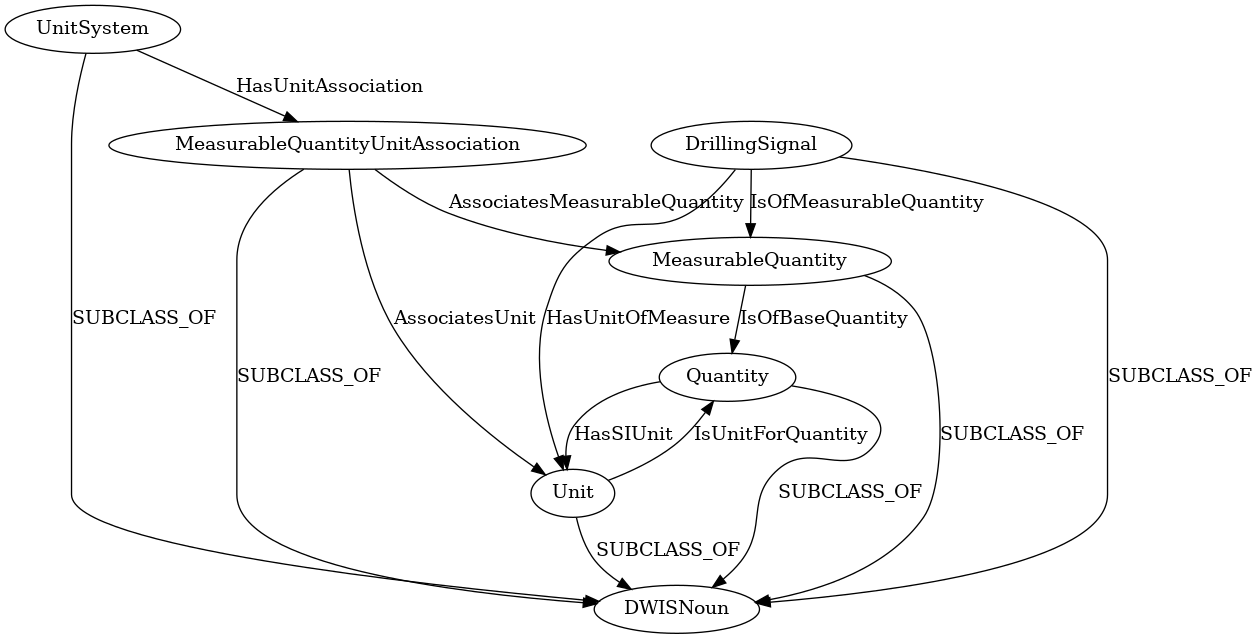 UnitSystem
HasUnitAssociation
MeasurableQuantityUnitAssociation
DrillingSignal
AssociatesMeasurableQuantity
IsOfMeasurableQuantity
MeasurableQuantity
SUBCLASS_OF
AssociatesUnit
HasUnitOfMeasure
IsOfBaseQuantity
SUBCLASS_OF
Quantity
SUBCLASS_OF
HasSIUnit
IsUnitForQuantity
SUBCLASS_OF
Unit
SUBCLASS_OF
SUBCLASS_OF
DWISNoun